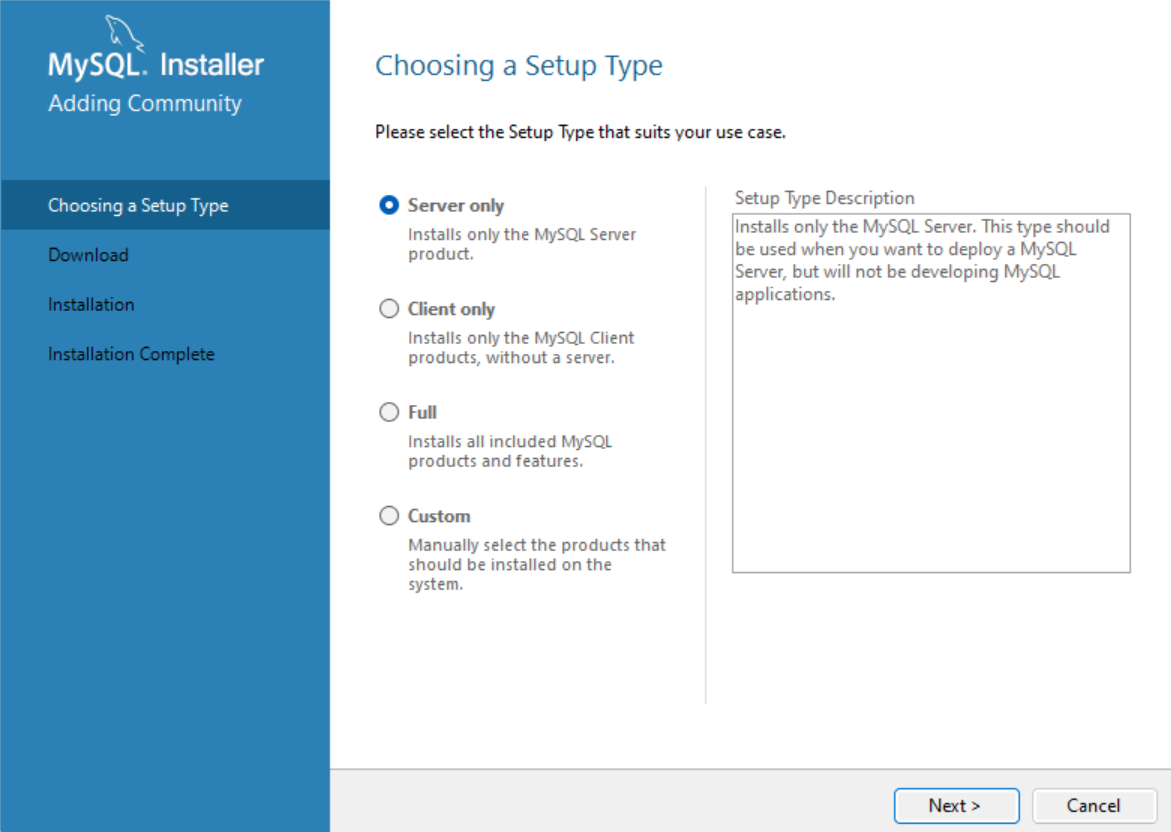 MySQL. Installer
Adding Community
Choosing a Setup Type
Download
Installation
Installation Complete
Choosing a Setup Type
Please select the Setup Type that suits your use case.
Server only
Installs only the MySQL Server
product.
Client only
Installs only the MySQL Client
products, without a server.
Full
Installs all included MySQL
products and features.
Custom
Manually select the products that
should be installed on the
system.
Setup Type Description
Installs only the MySQL Server. This type should
be used when you want to deploy a MySQL
Server, but will not be developing MySQL
applications.
Next >
Cancel